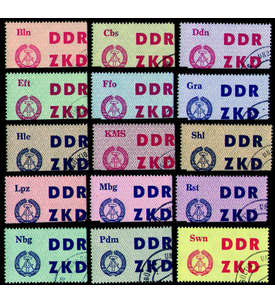 Bln
DDR
ZKD
Cbs
DDR
ZKD
Ddn
DDR
ZKD
Eft
DDR
ZKD
Ffo
DDR
ZKD
Gra
DDR
ZKD
Hle
DDR
ZKD
KMS
DDR
ZKD
Shl
DDR
ZKD
Lpz
DDR
ZKD
Mbg
DDR
ZKD
Rst
DDR
ZKD
Nbg
DDR
ZKD
Pdm
DDR
ZKD
Swn
DDR
ZKD